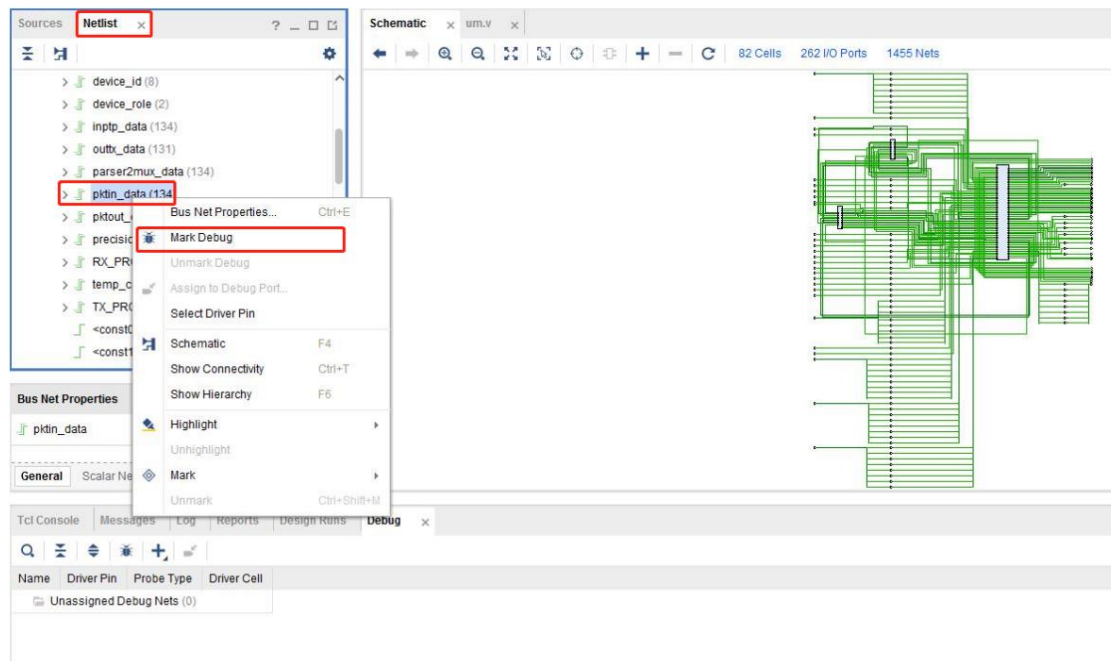 Sources Netlist
Schematic um.v
82 Cells 262 I/O Ports 1455 Nets
device_id (8)
device_role (2)
inptp_data (134)
outtx_data (131)
parser2mux_data (134)
pktin_data (134
pktout_
precisio
RX_PR
temp_c
TX_PRO
<const0
<const1
Bus Net Properties... Ctrl+E
Mark Debug
Unmark Debug
Assign to Debug Port...
Select Driver Pin
Schematic F4
Show Connectivity Ctrl+T
Show Hierarchy F6
Highlight
Unhighlight
Mark
Unmark Ctrl+Shift+M
Bus Net Properties
pktin_data
General Scalar Ne
Tcl Console Messages Log Reports Design Runs Debug
Name Driver Pin Probe Type Driver Cell
Unassigned Debug Nets (0)